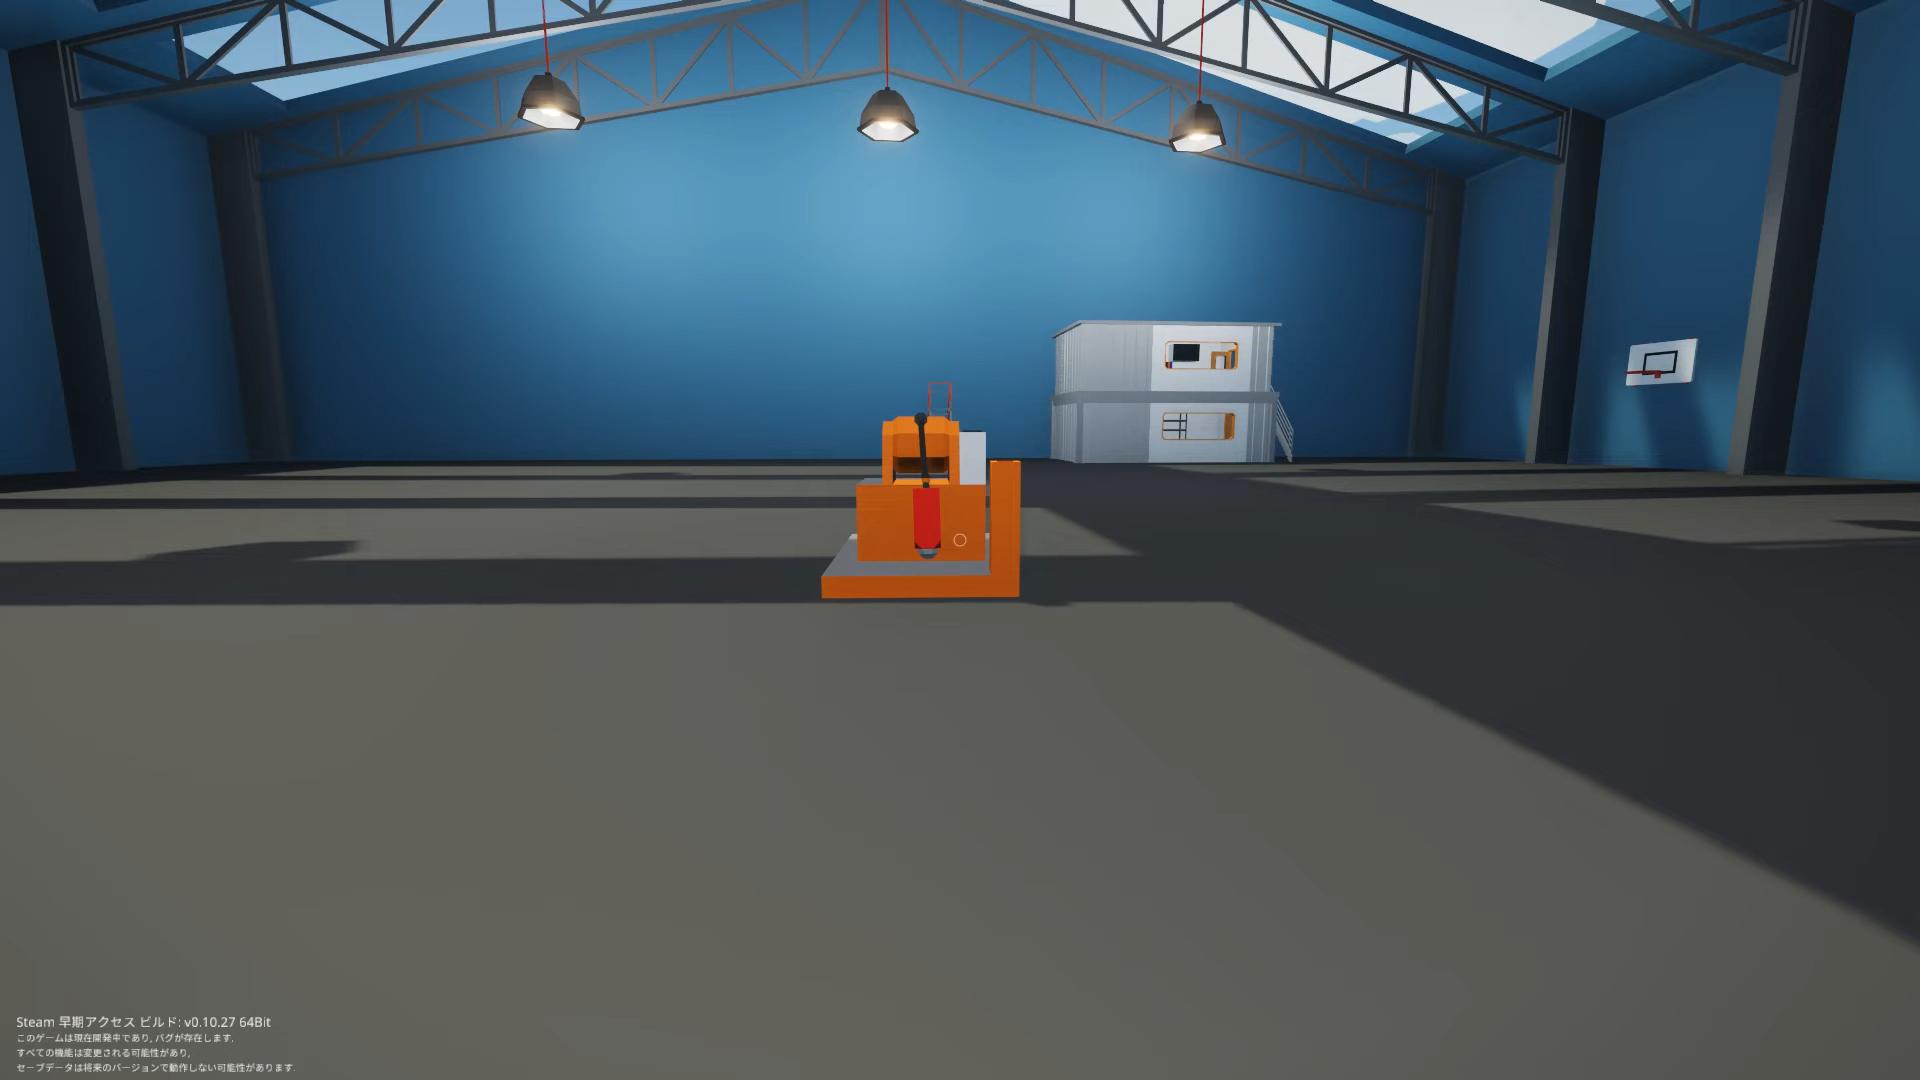 Steam 早期アクセス ビルド: v0.10.27 64Bit
このゲームは現在開発中であり, バグが存在します.
すべての機能は変更される可能性があり,
セーブデータは将来のバージョンで動作しない可能性があります.